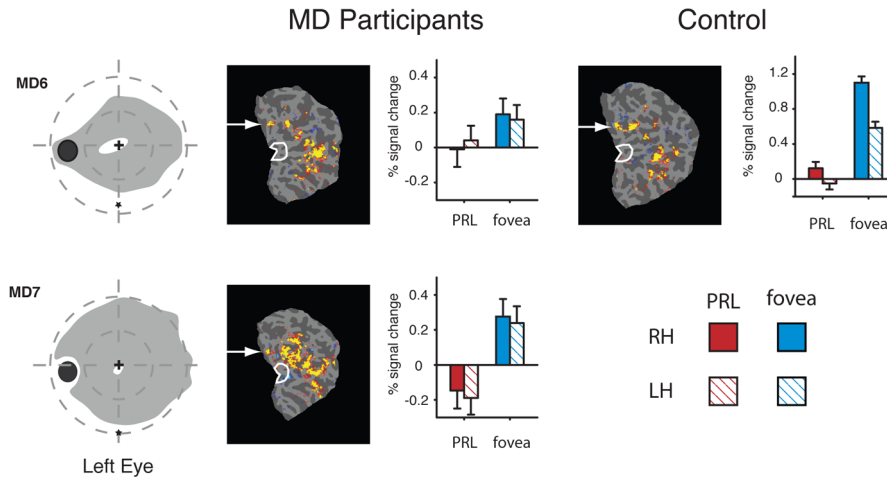 MD Participants
Control
MD6
% signal change
0.4
0.2
0
-0.2
PRL
fovea
% signal change
1.2
0.8
0.4
0
PRL
fovea
MD7
% signal change
0.4
0.2
0
-0.2
PRL
fovea
PRL
fovea
RH
LH
Left Eye